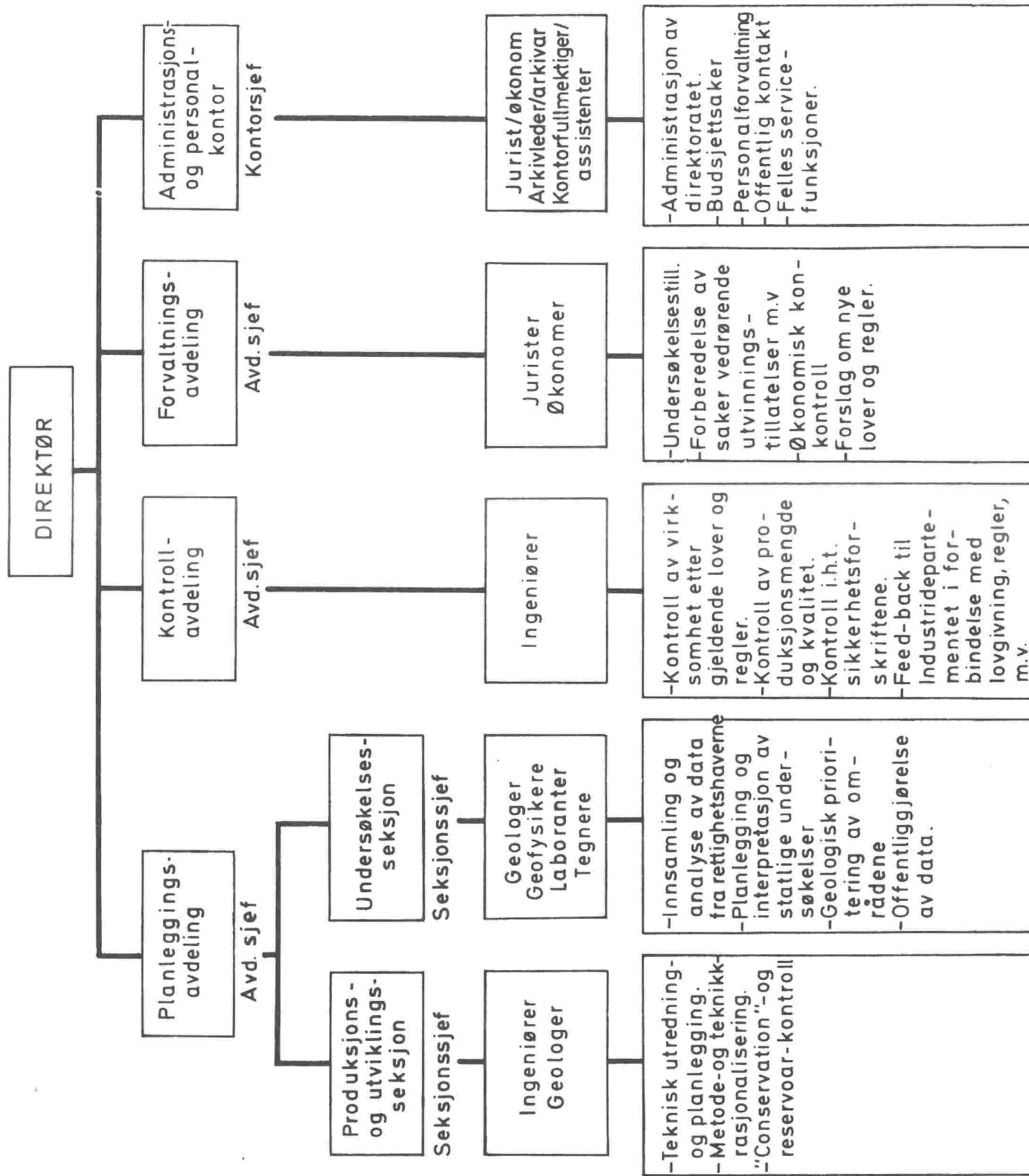 DIREKTØR
Planleggings-
avdeling
Avd. sjef
Produksjons-
og utviklings-
seksjon
Seksjonssjef
Ingeniører
Geologer
-Teknisk utredning-
og planlegging.
-Metode-og teknikk-
rasjonalisering.
-"Conservation"-og
reservoar-kontroll
Undersøkelses-
seksjon
Seksjonssjef
Geologer
Geofysikere
Laboranter
Tegnere
-Innsamling og
analyse av data
fra rettighetshaverne
-Planlegging og
interpretasjon av
statlige under-
søkelser
-Geologisk priori-
tering av om-
rådene
-Offentliggjørelse
av data.
Kontroll-
avdeling
Avd.sjef
Ingeniører
-Kontroll av virk-
somhet etter
gjeldende lover og
regler.
-Kontroll av pro-
duksjonsmengde
og kvalitet.
-Kontroll i.h.t.
sikkerhetsfor-
skriftene.
-Feed-back til
Industrideparte-
mentet i for-
bindelse med
lovgivning, regler,
m.v.
Forvaltnings-
avdeling
Avd.sjef
Jurister
Økonomer
-Undersøkelsestill.
-Forberedelse av
saker vedrørende
utvinnings-
tillatelser m.v
-Økonomisk kon-
kontroll
-Forslag om nye
lover og regler.
Administrasjons-
og personal-
kontor
Kontorsjef
Jurist/økonom
Arkivleder/arkivar
Kontorfullmektiger/
assistenter
-Administrasjon av
direktoratet.
-Budsjettsaker
-Personalforvaltning
-Offentlig kontakt
-Felles service-
funksjoner.